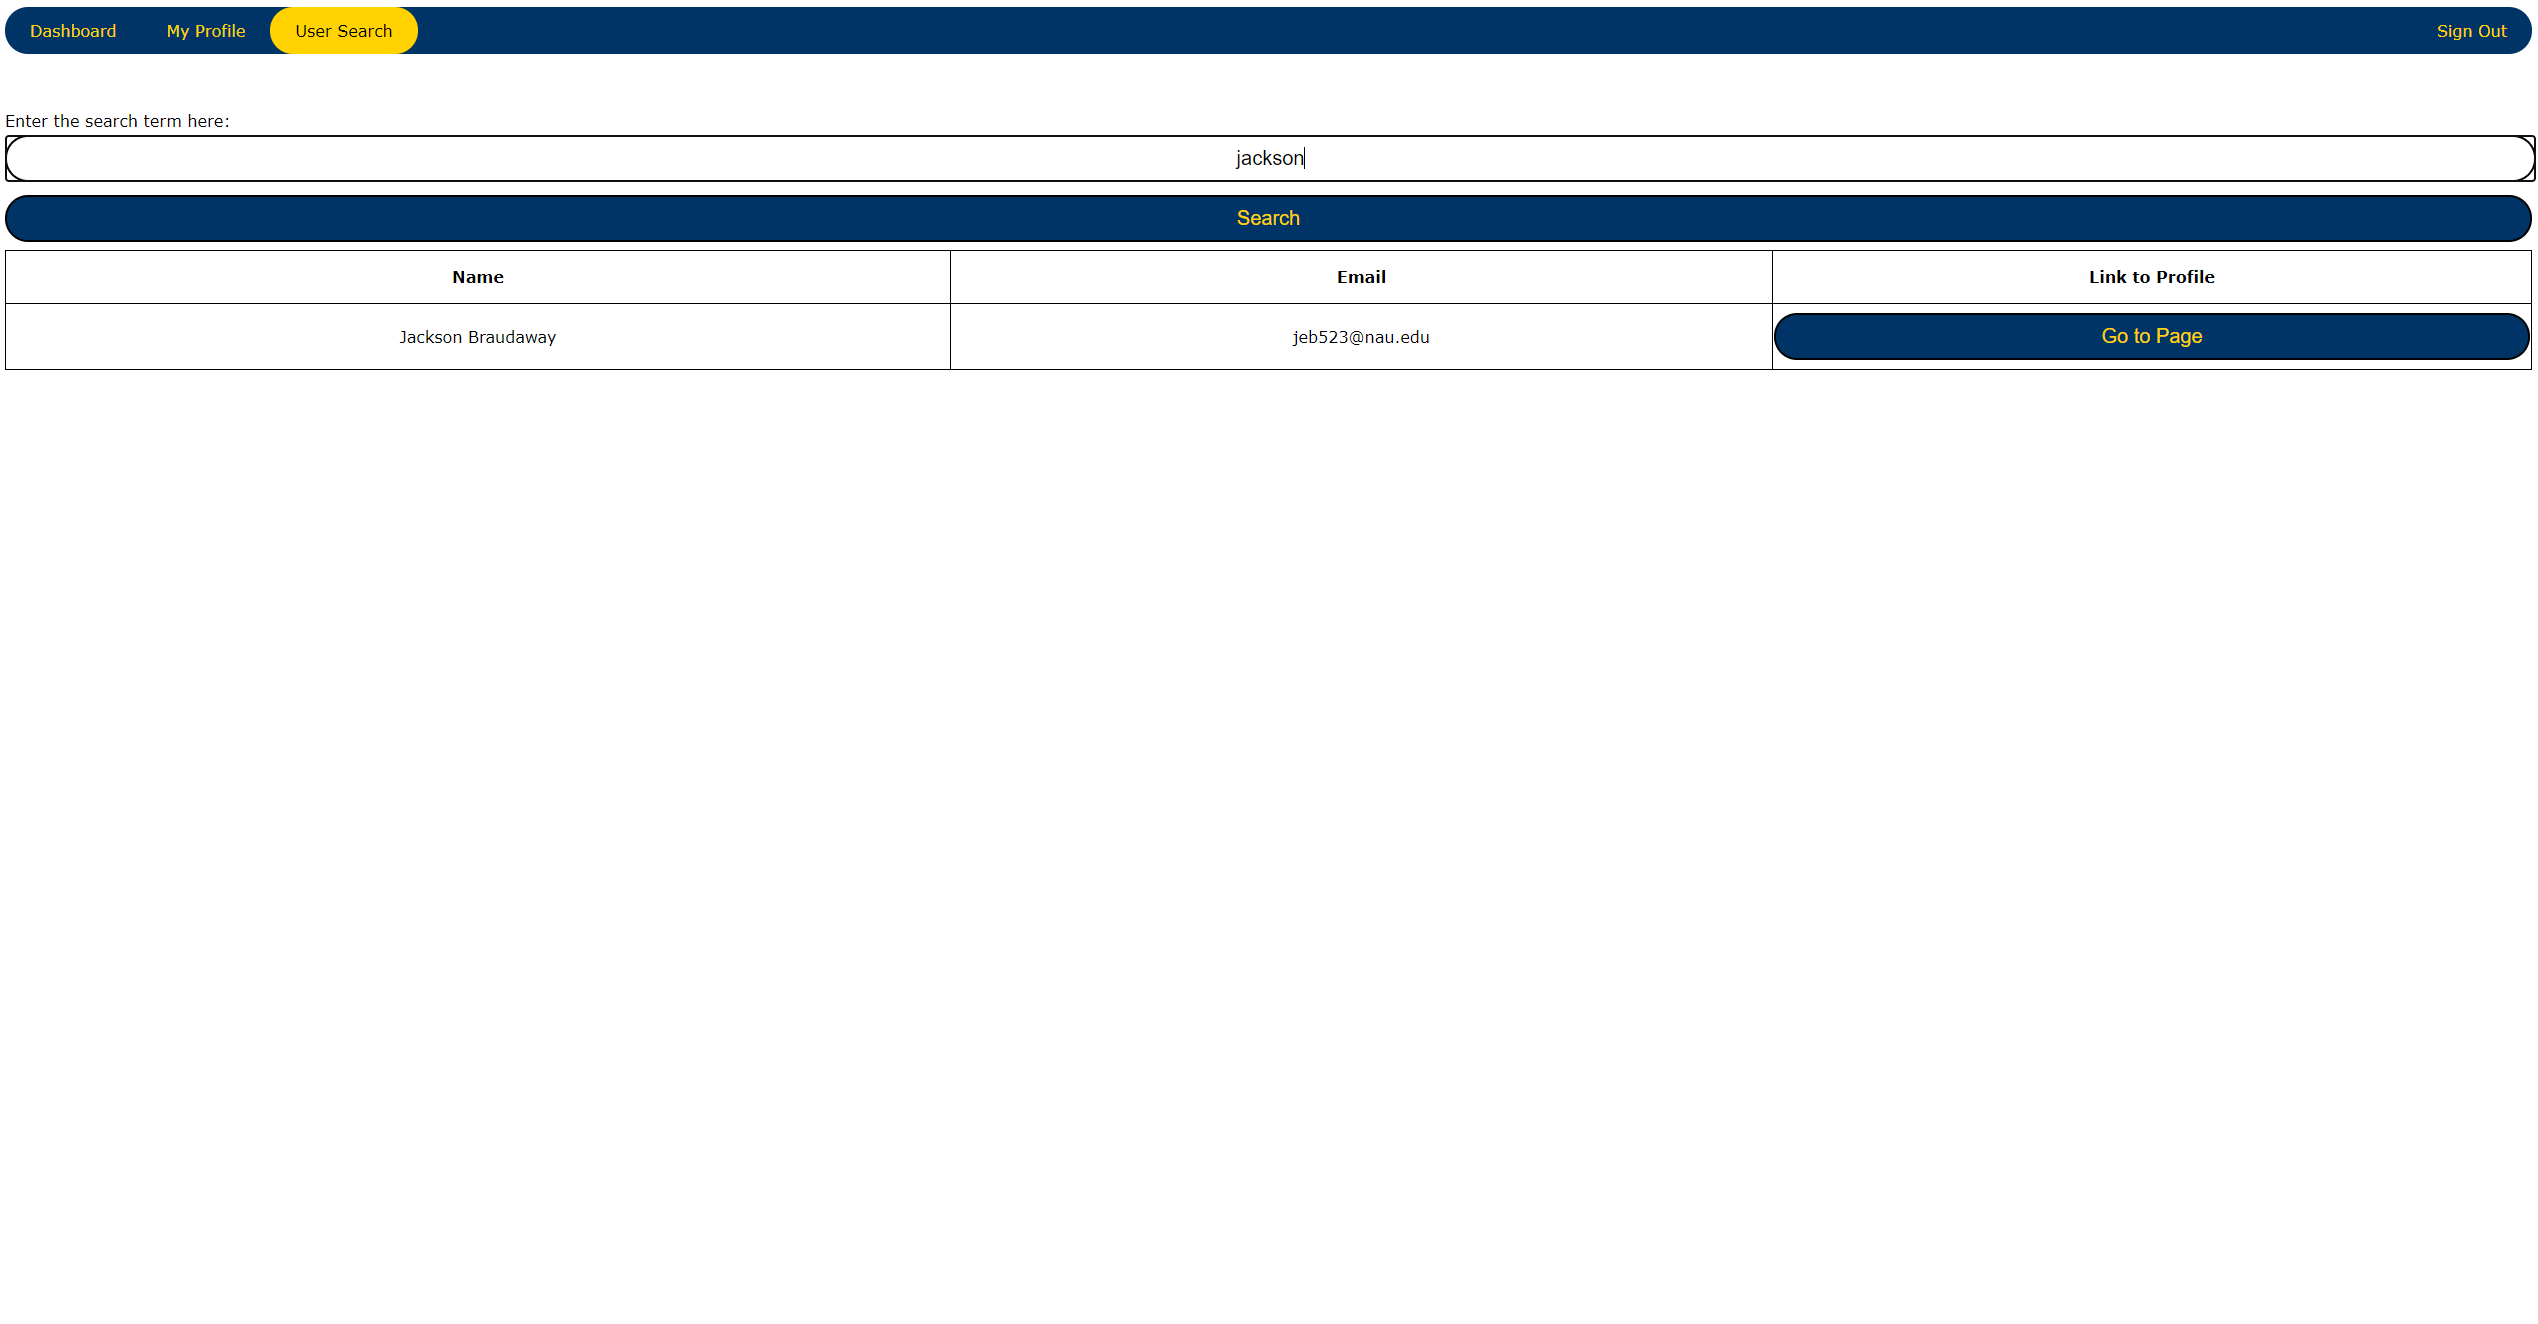 Dashboard My Profile User Search Sign Out
Enter the search term here:
jackson
Search
Name Email Link to Profile
Jackson Braudaway jeb523@nau.edu Go to Page